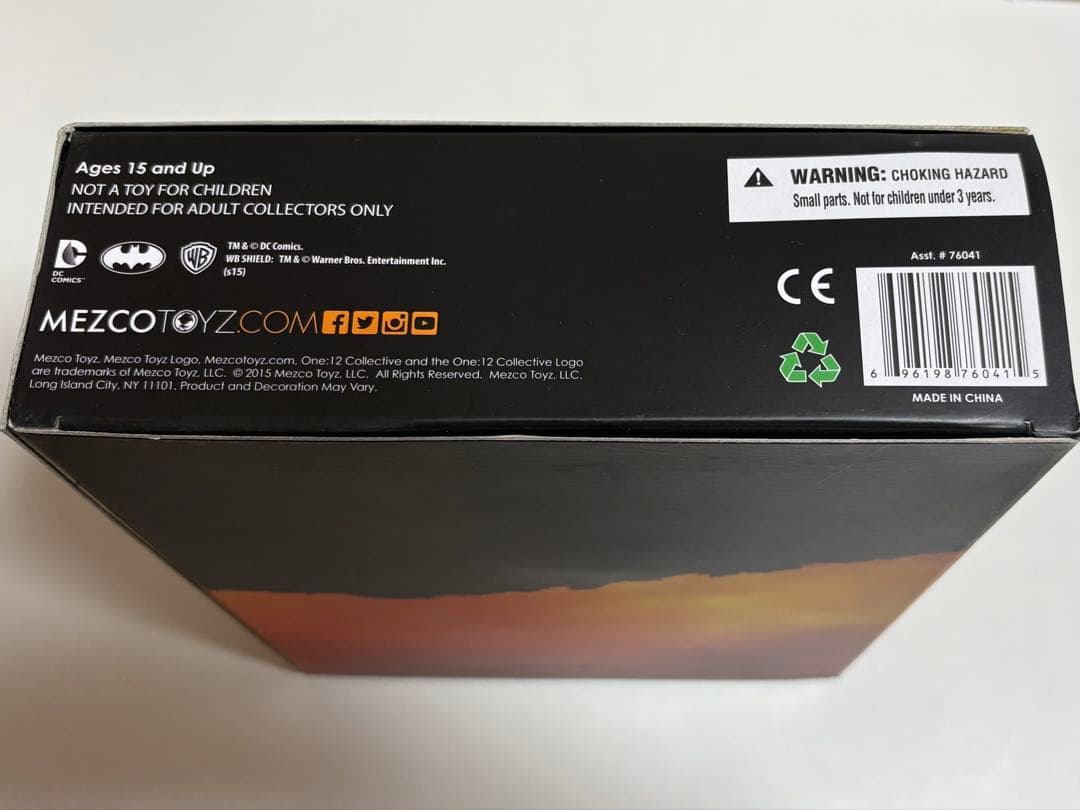 Ages 15 and Up
NOT A TOY FOR CHILDREN
INTENDED FOR ADULT COLLECTORS ONLY
DC
COMICS™
WB
TM & © DC Comics.
WB SHIELD: TM & © Warner Bros. Entertainment Inc.
(s15)
MEZCOTOYZ.COM
Mezco Toyz, Mezco Toyz Logo, Mezcotoyz.com, One:12 Collective and the One:12 Collective Logo
are trademarks of Mezco Toyz, LLC. © 2015 Mezco Toyz, LLC. All Rights Reserved. Mezco Toyz, LLC.
Long Island City, NY 11101. Product and Decoration May Vary.
WARNING: CHOKING HAZARD
Small parts. Not for children under 3 years.
Asst. # 76041
CE
6 96198 76041 5
MADE IN CHINA